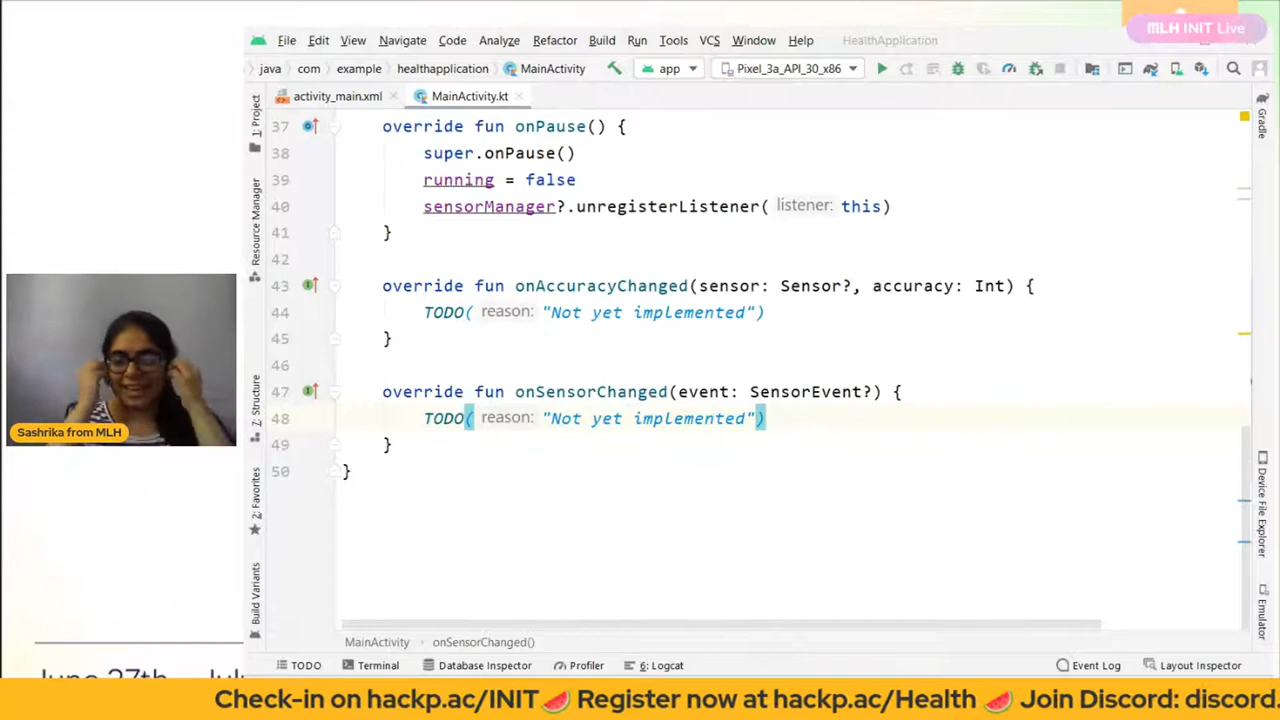 MLH INIT Live
File Edit View Navigate Code Analyze Refactor Build Run Tools VCS Window Help HealthApplication
java com example healthapplication MainActivity app Pixel_3a_API_30_x86
activity_main.xml MainActivity.kt
37 override fun onPause() {
38 super.onPause()
39 running = false
40 sensorManager?.unregisterListener( listener: this)
41 }
42
43 override fun onAccuracyChanged(sensor: Sensor?, accuracy: Int) {
44 TODO( reason: "Not yet implemented")
45 }
46
47 override fun onSensorChanged(event: SensorEvent?) {
48 TODO( reason: "Not yet implemented")
49 }
50 }
1: Project
Resource Manager
7: Structure
2: Favorites
Build Variants
Gradle
Device File Explorer
Emulator
Sashrika from MLH
MainActivity onSensorChanged()
TODO Terminal Database Inspector Profiler 6: Logcat Event Log Layout Inspector
Check-in on hackp.ac/INIT🍉 Register now at hackp.ac/Health 🍉 Join Discord: discord.